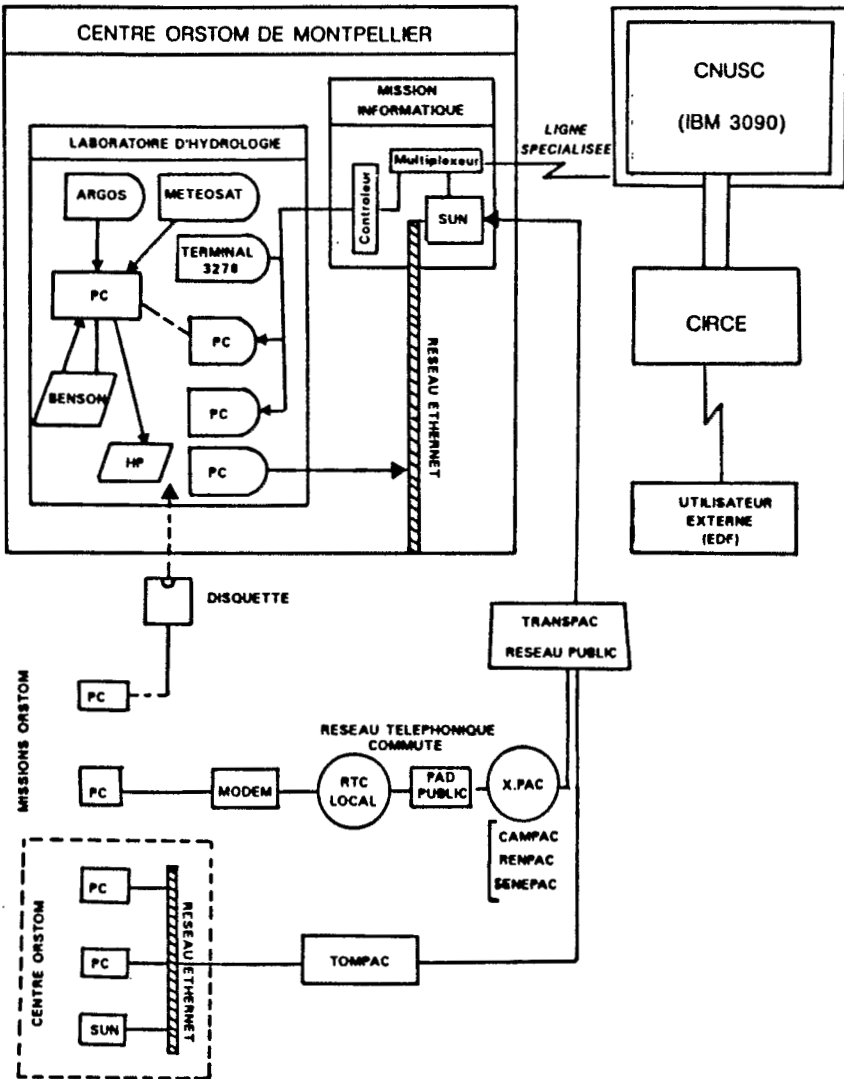 CENTRE ORSTOM DE MONTPELLIER
MISSION
INFORMATIQUE
LABORATOIRE D'HYDROLOGIE
ARGOS
METEOSAT
TERMINAL
3278
PC
PC
PC
PC
BENSON
HP
Controleur
Multiplexeur
SUN
RESEAU ETHERNET
LIGNE
SPECIALISEE
CNUSC
(IBM 3090)
CIRCE
UTILISATEUR
EXTERNE
(EDF)
DISQUETTE
TRANSPAC
RESEAU PUBLIC
MISSIONS ORSTOM
PC
PC
MODEM
RESEAU TELEPHONIQUE
COMMUTE
RTC
LOCAL
PAD
PUBLIC
X.PAC
CAMPAC
RENPAC
SENEPAC
CENTRE ORSTOM
PC
PC
SUN
RESEAU ETHERNET
TOMPAC